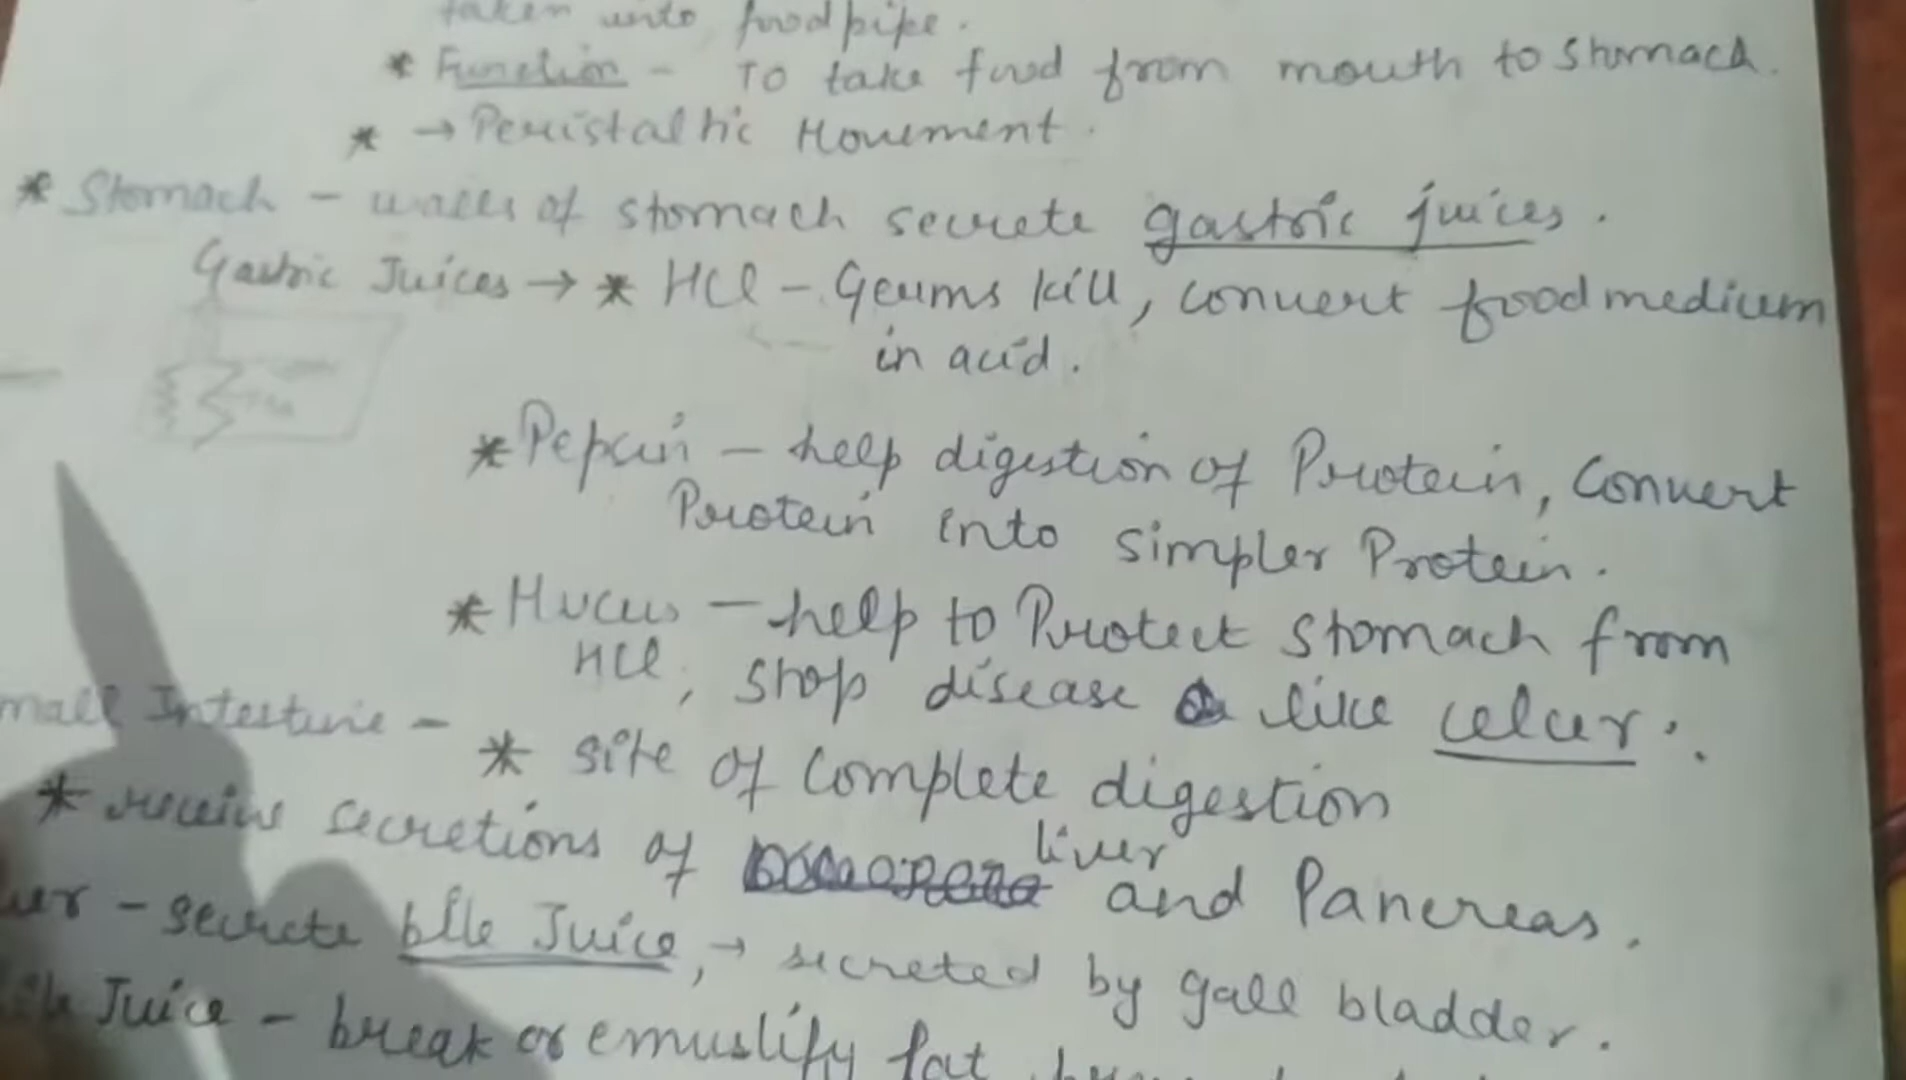 taken into foodpipe.
* Function - To take food from mouth to stomach.
* → Peristaltic Movement.
* Stomach - walls of stomach secrete gastric juices.
Gastric Juices → * HCl - Germs kill, convert food medium
in acid.
* Pepcin - help digestion of Protein, Convert
Protein into simpler Protein.
* Mucus - help to Protect stomach from
HCl, stop disease like ulcer.
mall Intestine - * site of complete digestion
* receive secretions of liver and Pancreas.
er - secrete bile Juice, → secreted by gall bladder.
Juice - break or emuslify fat